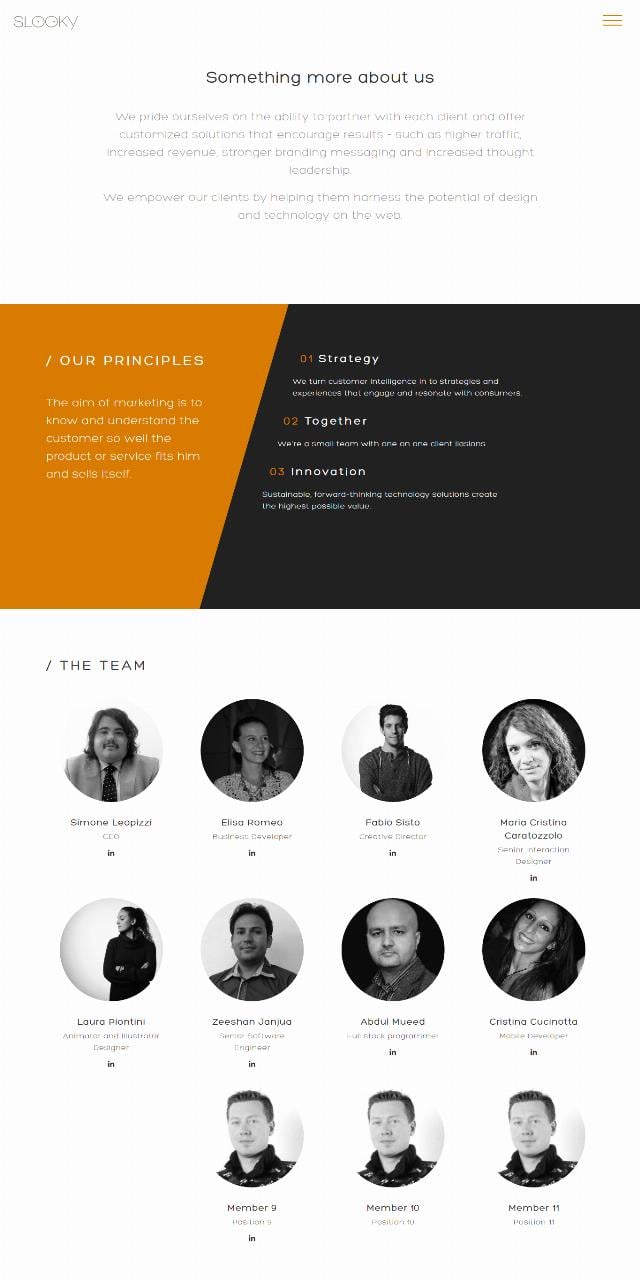 SLOOKY
Something more about us
We pride ourselves on the ability to partner with each client and offer
customized solutions that encourage results - such as higher traffic,
increased revenue, stronger branding messaging and increased thought
leadership.
We empower our clients by helping them harness the potential of design
and technology on the web.
/ OUR PRINCIPLES
The aim of marketing is to
know and understand the
customer so well the
product or service fits him
and sells itself.
01 Strategy
We turn customer intelligence in to strategies and
experiences that engage and resonate with consumers.
02 Together
We're a small team with one on one client liasions.
03 Innovation
Sustainable, forward-thinking technology solutions create
the highest possible value.
/ THE TEAM
Simone Leopizzi
CEO
in
Elisa Romeo
Business Developer
in
Fabio Sisto
Creative Director
in
Maria Cristina
Caratozzolo
Senior Interaction
Designer
in
Laura Piontini
Animator and Illustrator
Designer
in
Zeeshan Janjua
Senior Software
Engineer
in
Abdul Mueed
Full stack programmer
in
Cristina Cucinotta
Mobile Developer
in
Member 9
Position 9
in
Member 10
Position 10
Member 11
Position 11